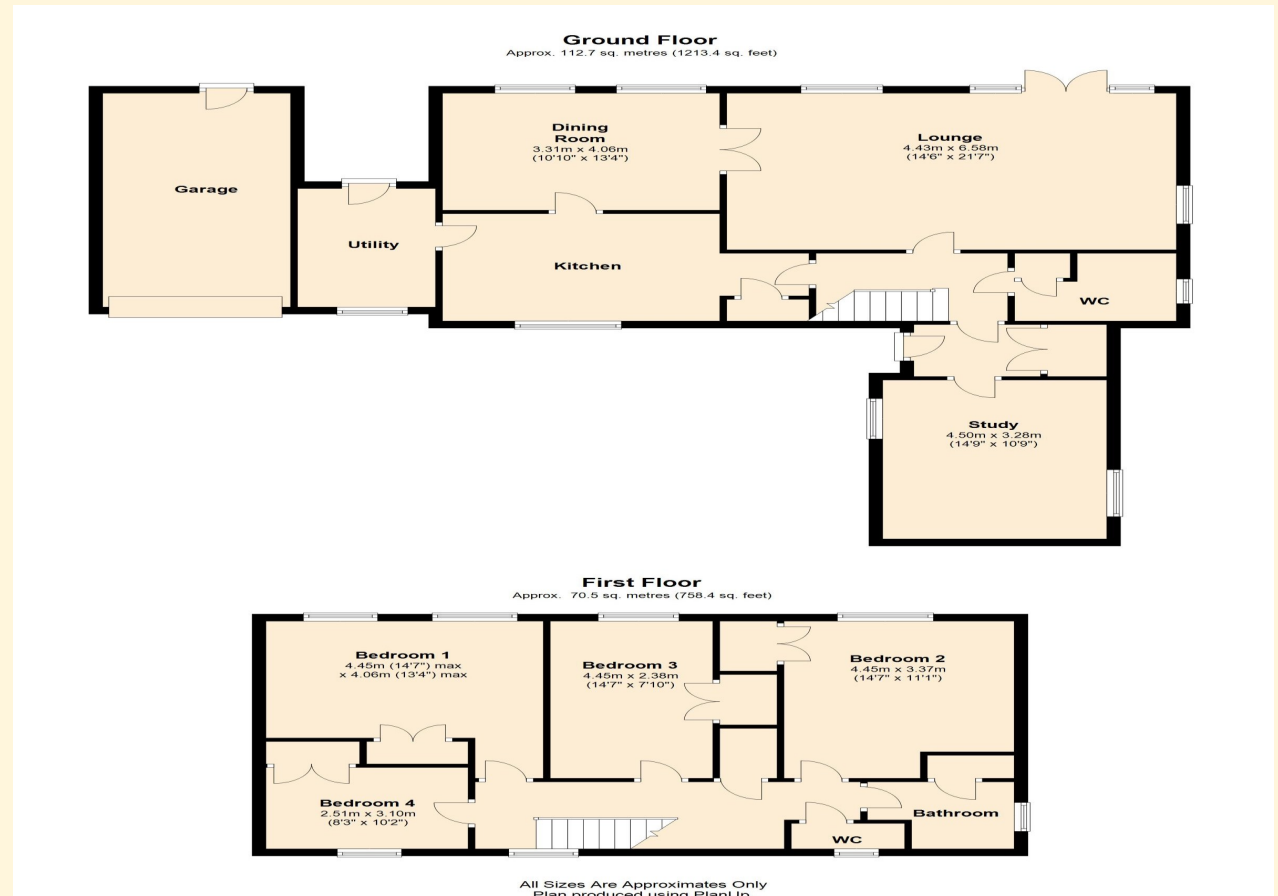 Ground Floor
Approx. 112.7 sq. metres (1213.4 sq. feet)
Dining
Room
3.31m x 4.06m
(10'10" x 13'4")
Lounge
4.43m x 6.58m
(14'6" x 21'7")
Garage
Utility
Kitchen
WC
Study
4.50m x 3.28m
(14'9" x 10'9")
First Floor
Approx. 70.5 sq. metres (758.4 sq. feet)
Bedroom 1
4.45m (14'7") max
x 4.06m (13'4") max
Bedroom 3
4.45m x 2.38m
(14'7" x 7'10")
Bedroom 2
4.45m x 3.37m
(14'7" x 11'1")
Bedroom 4
2.51m x 3.10m
(8'3" x 10'2")
Bathroom
WC
All Sizes Are Approximates Only
Plan produced using PlanUp.